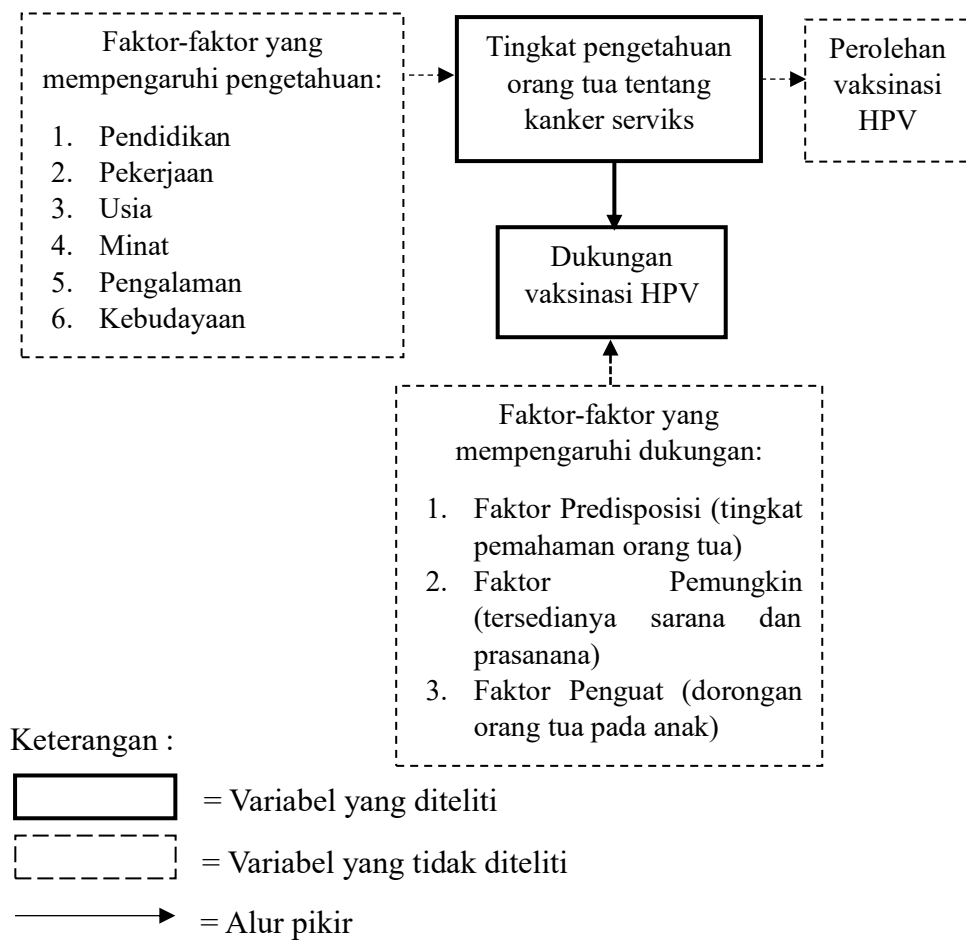 Faktor-faktor yang
mempengaruhi pengetahuan:
1. Pendidikan
2. Pekerjaan
3. Usia
4. Minat
5. Pengalaman
6. Kebudayaan
Tingkat pengetahuan
orang tua tentang
kanker serviks
Perolehan
vaksinasi
HPV
Dukungan
vaksinasi HPV
Faktor-faktor yang
mempengaruhi dukungan:
1. Faktor Predisposisi (tingkat
pemahaman orang tua)
2. Faktor Pemungkin
(tersedianya sarana dan
prasanana)
3. Faktor Penguat (dorongan
orang tua pada anak)
Keterangan :
= Variabel yang diteliti
= Variabel yang tidak diteliti
= Alur pikir